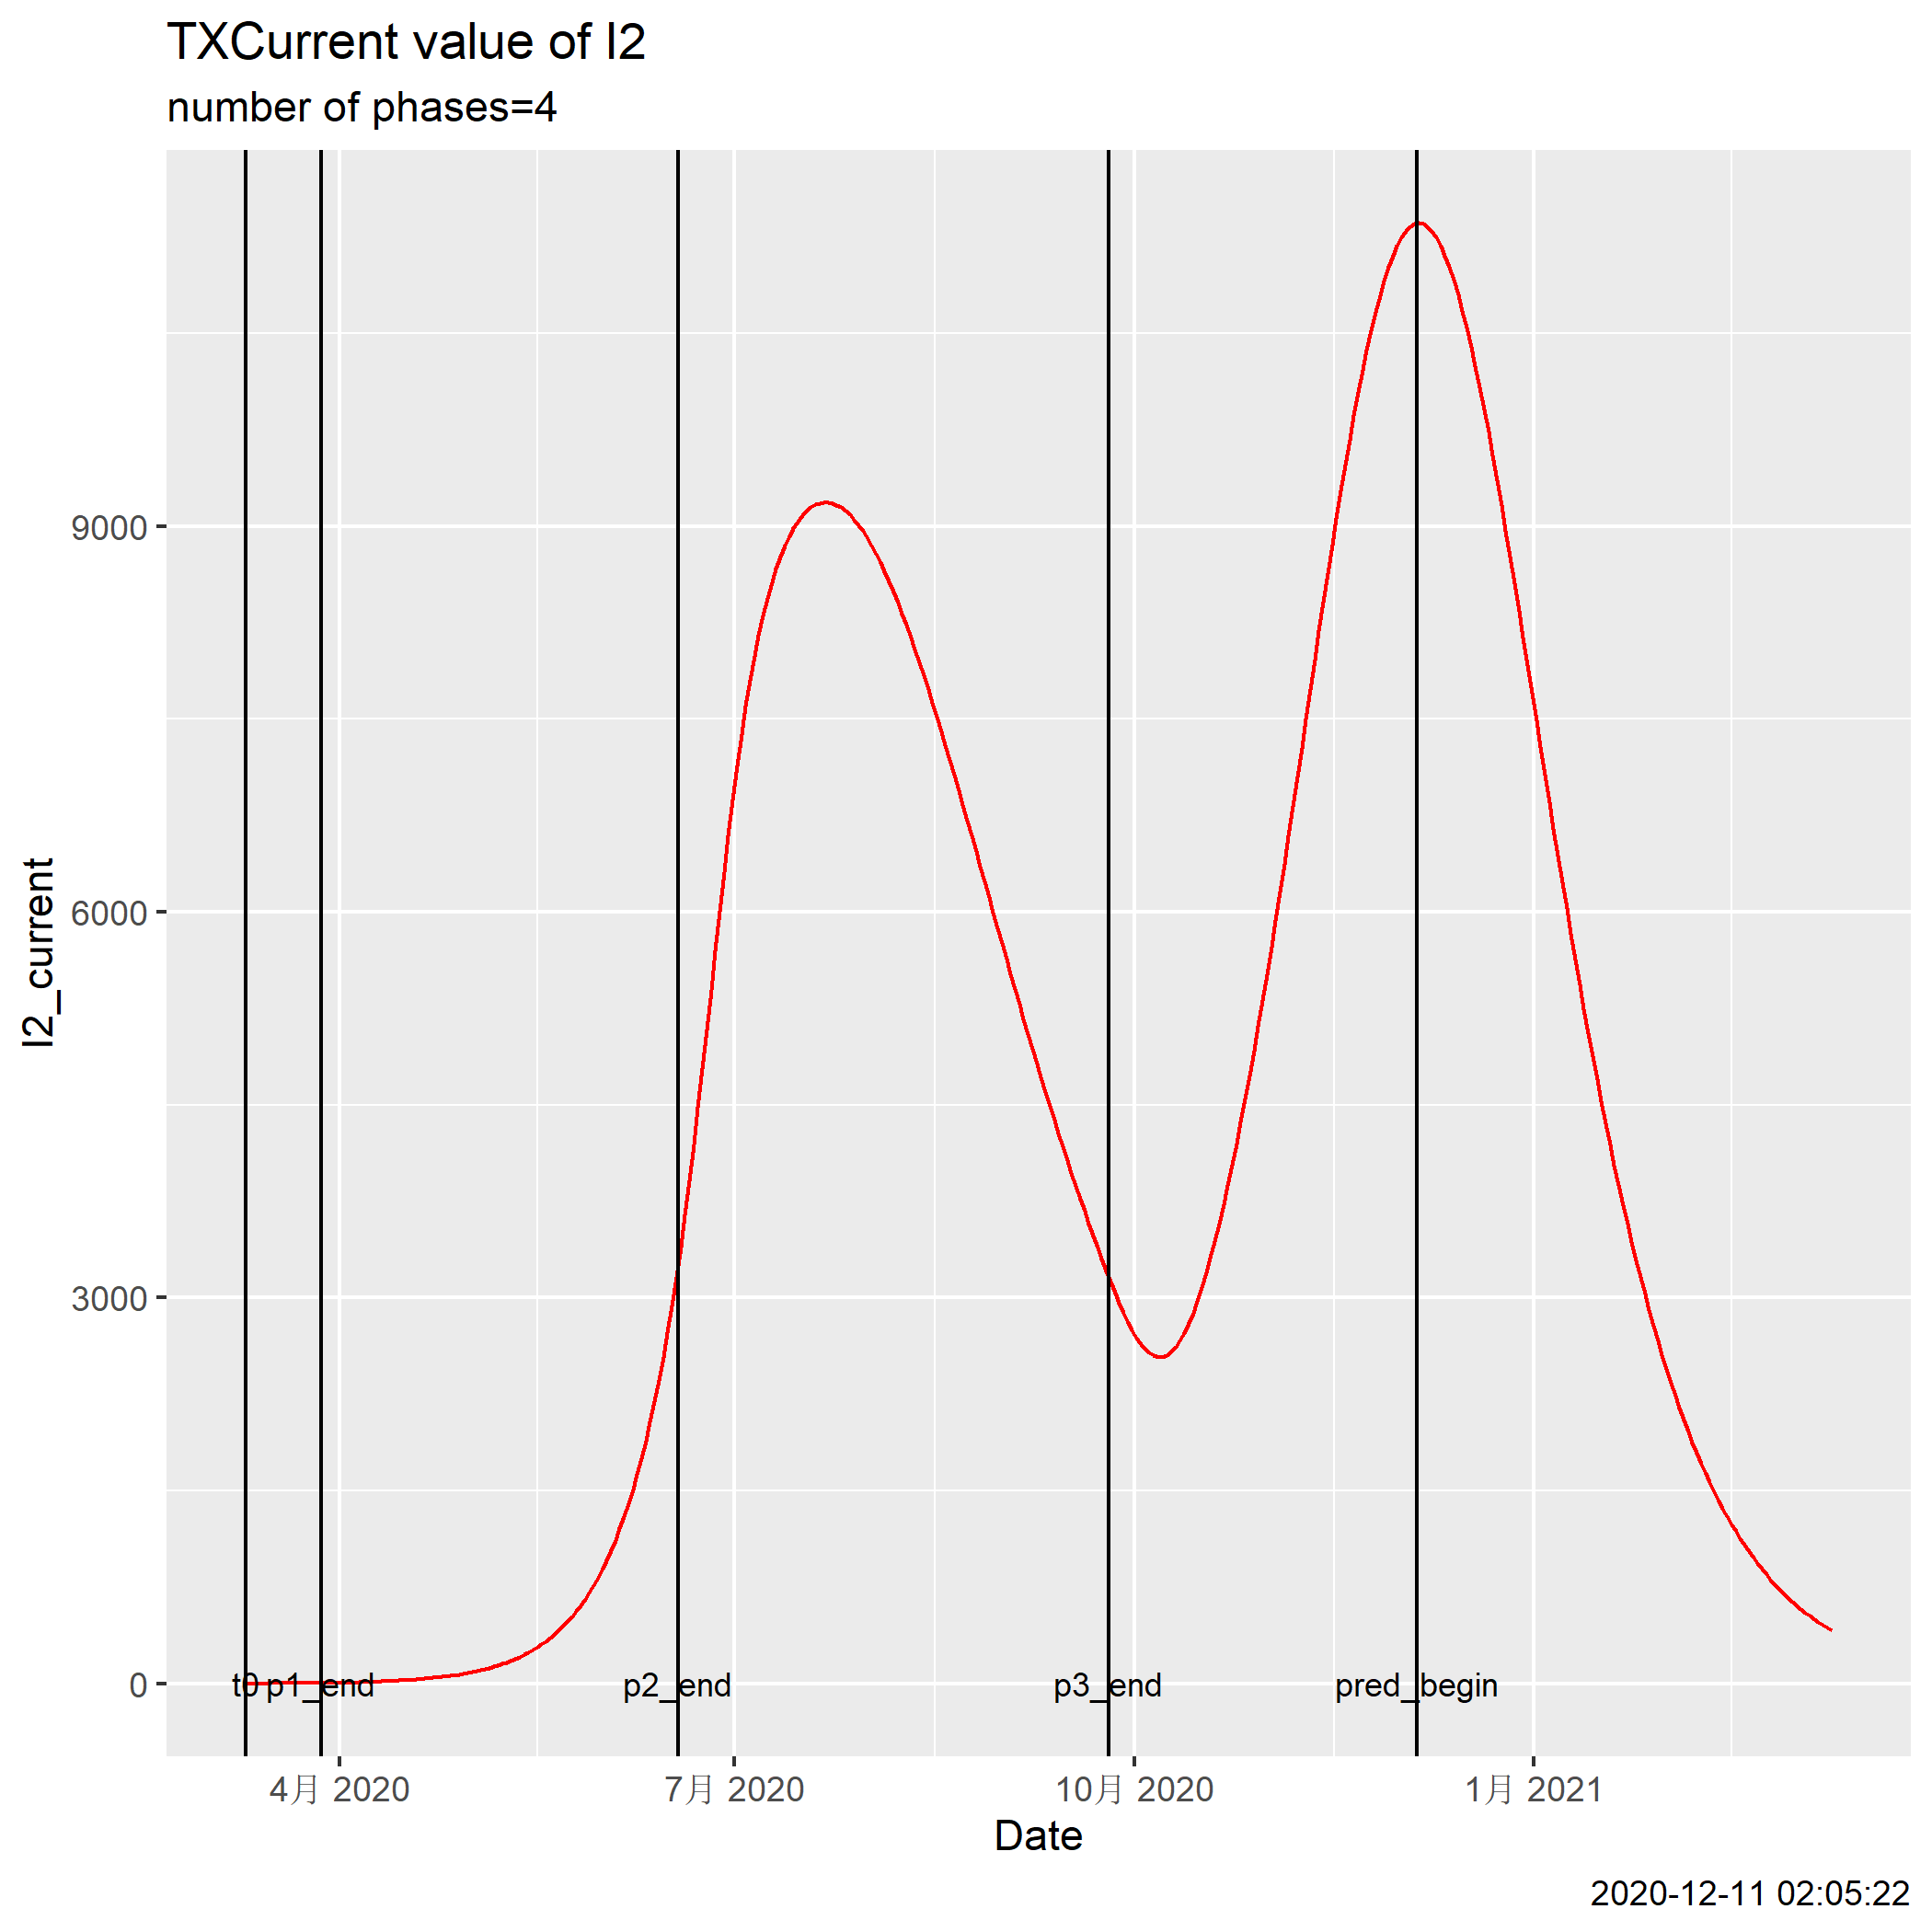 TXCurrent value of I2
number of phases=4
I2_current
9000
6000
3000
0
t0 p1_end p2_end p3_end pred_begin
4月 2020 7月 2020 10月 2020 1月 2021
Date
2020-12-11 02:05:22